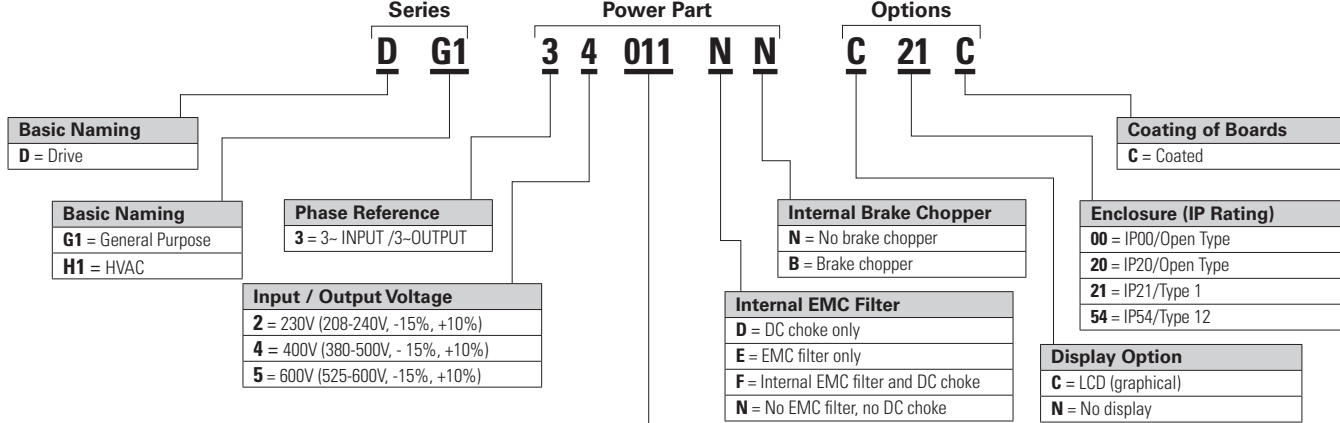 Series Power Part Options
D G1 3 4 011 N N C 21 C
Basic Naming
D = Drive
Basic Naming
G1 = General Purpose
H1 = HVAC
Phase Reference
3 = 3~ INPUT /3~OUTPUT
Input / Output Voltage
2 = 230V (208-240V, -15%, +10%)
4 = 400V (380-500V, - 15%, +10%)
5 = 600V (525-600V, -15%, +10%)
Internal Brake Chopper
N = No brake chopper
B = Brake chopper
Internal EMC Filter
D = DC choke only
E = EMC filter only
F = Internal EMC filter and DC choke
N = No EMC filter, no DC choke
Coating of Boards
C = Coated
Enclosure (IP Rating)
00 = IP00/Open Type
20 = IP20/Open Type
21 = IP21/Type 1
54 = IP54/Type 12
Display Option
C = LCD (graphical)
N = No display